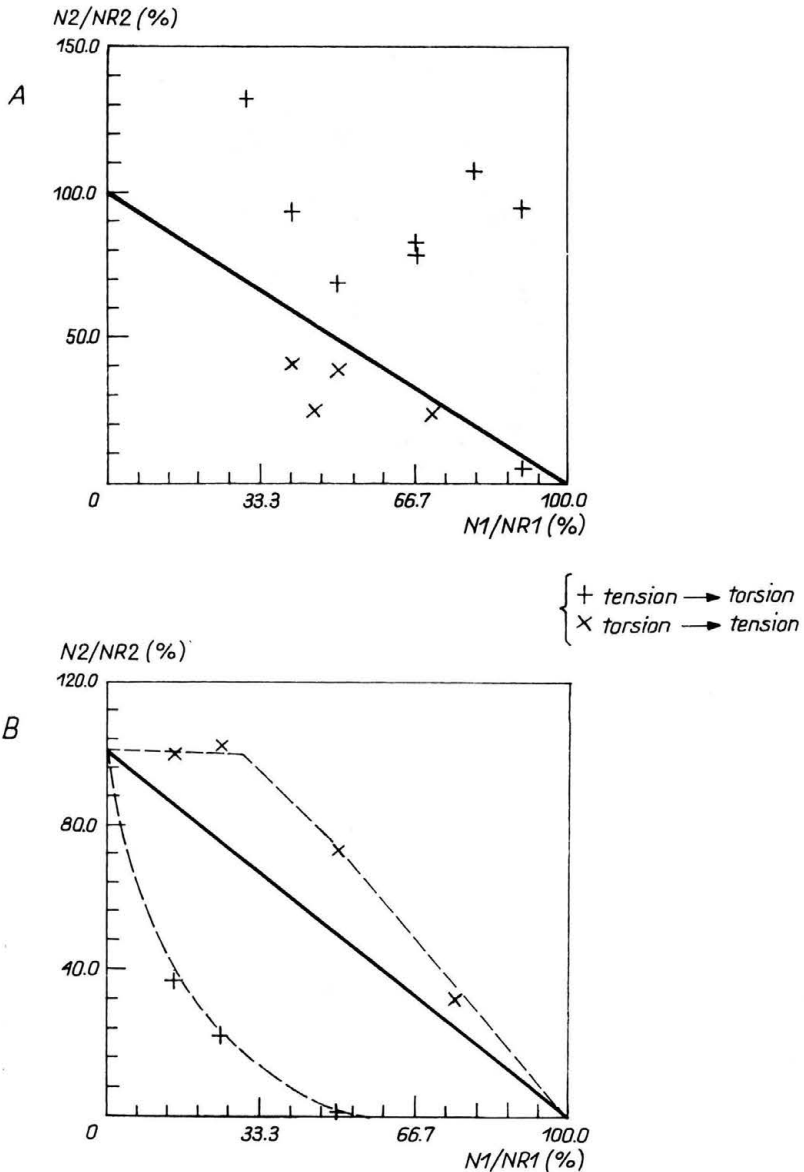 N2/NR2 (%)
150.0
A
100.0
50.0
0 33.3 66.7 100.0
N1/NR1 (%)
+ tension → torsion
× torsion → tension
N2/NR2 (%)
120.0
B
80.0
40.0
0 33.3 66.7 100.0
N1/NR1 (%)